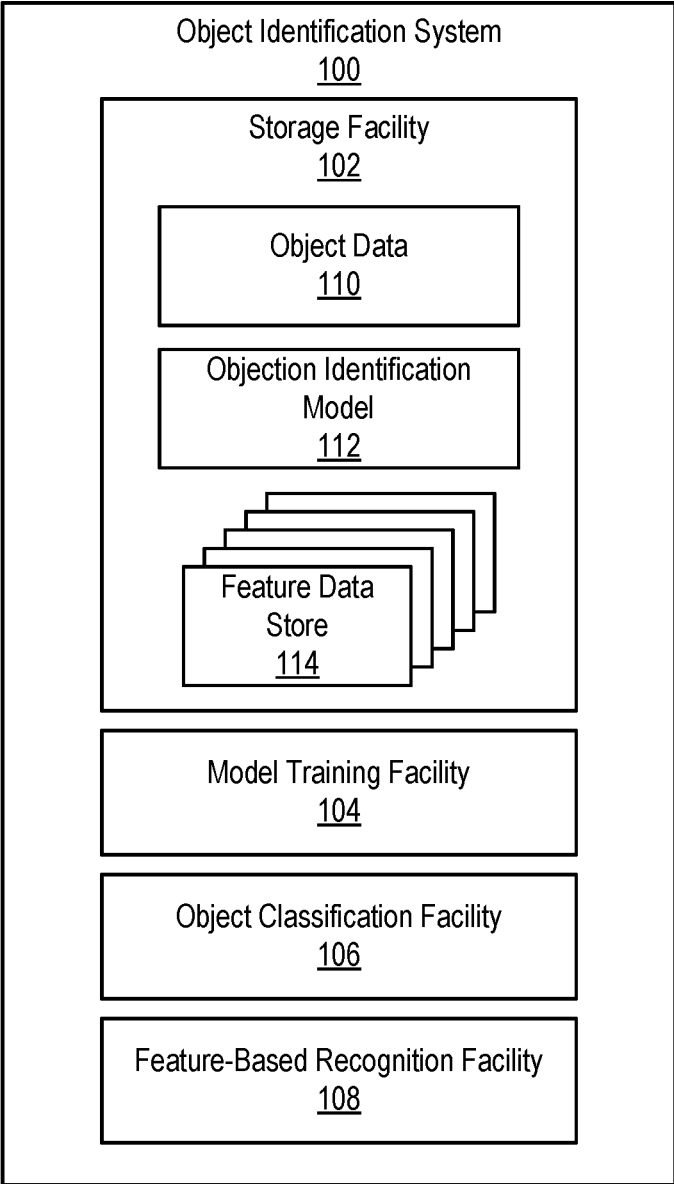 Object Identification System
100
Storage Facility
102
Object Data
110
Objection Identification
Model
112
Feature Data
Store
114
Model Training Facility
104
Object Classification Facility
106
Feature-Based Recognition Facility
108